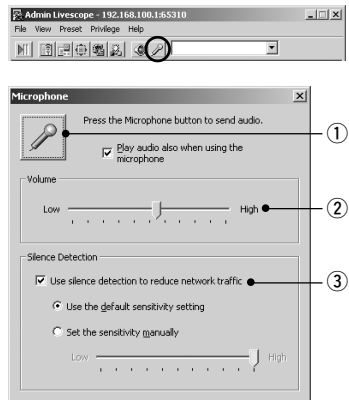 Admin Livescope - 192.168.100.1:65310
File View Preset Privilege Help
Microphone
Press the Microphone button to send audio.
1
Play audio also when using the
microphone
Volume
Low High
2
Silence Detection
Use silence detection to reduce network traffic
3
Use the default sensitivity setting
Set the sensitivity manually
Low High